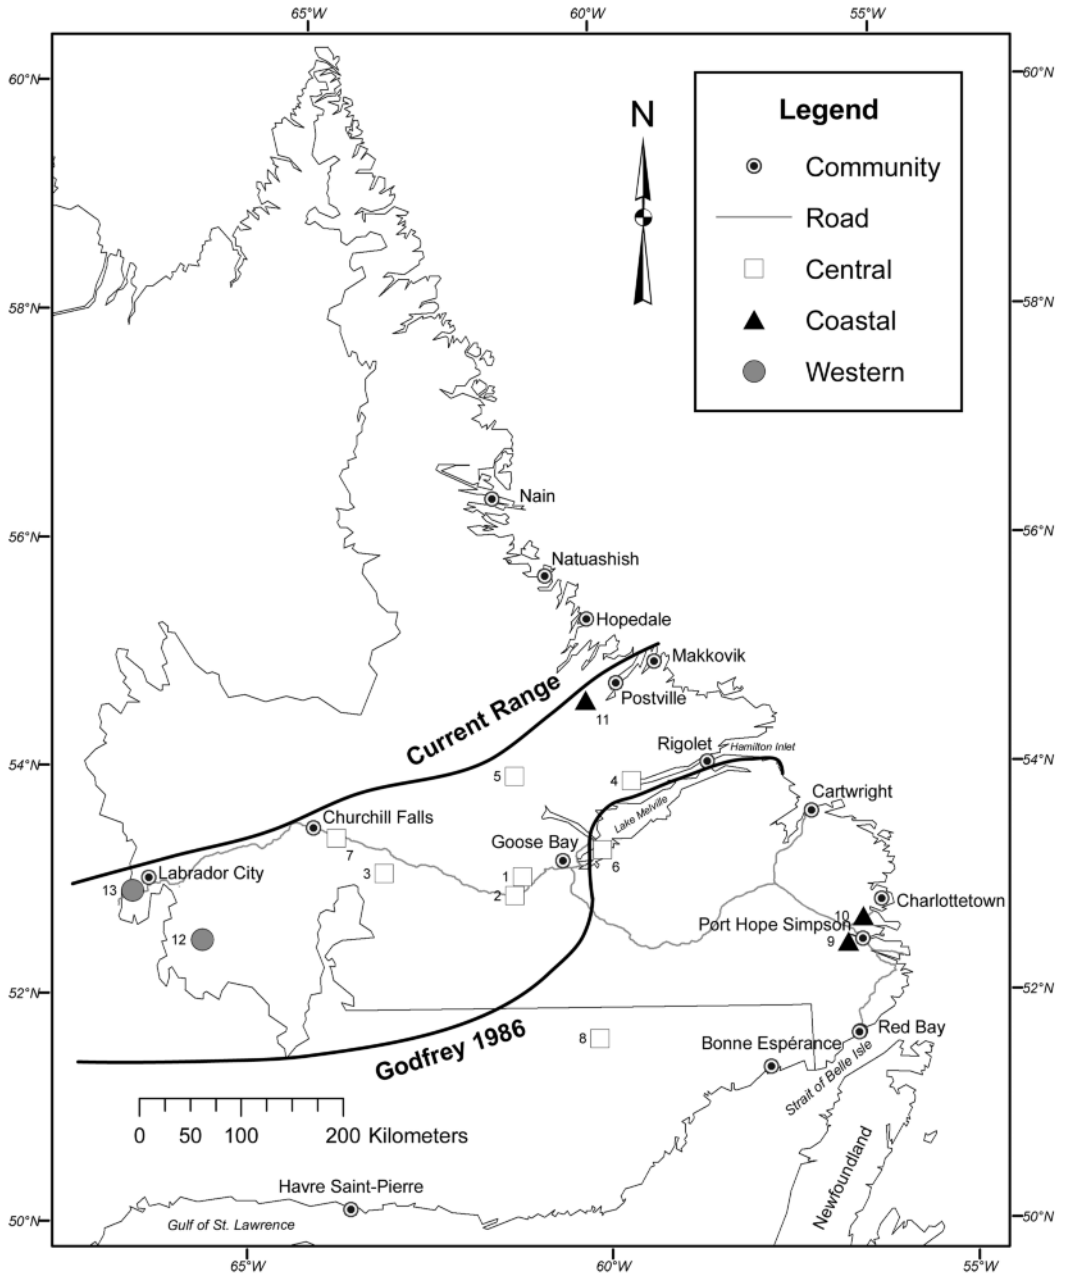 65°W 60°W 55°W
60°N 60°N
Legend
N
Community
Road
Central
Coastal
Western
58°N 58°N
Nain
56°N 56°N
Natuashish
Hopedale
Makkovik
Current Range
Postville
11
Rigolet Hamilton Inlet
54°N 54°N
5 4
Cartwright
Churchill Falls
Lake Melville
Goose Bay
7
6
3 1
Labrador City
13
2
Charlottetown
10
Port Hope Simpson
12 9
52°N 52°N
Red Bay
Godfrey 1986
8
Bonne Espérance
Strait of Belle Isle
0 50 100 200 Kilometers
Newfoundland
Havre Saint-Pierre
Gulf of St. Lawrence
50°N 50°N
65°W 60°W 55°W